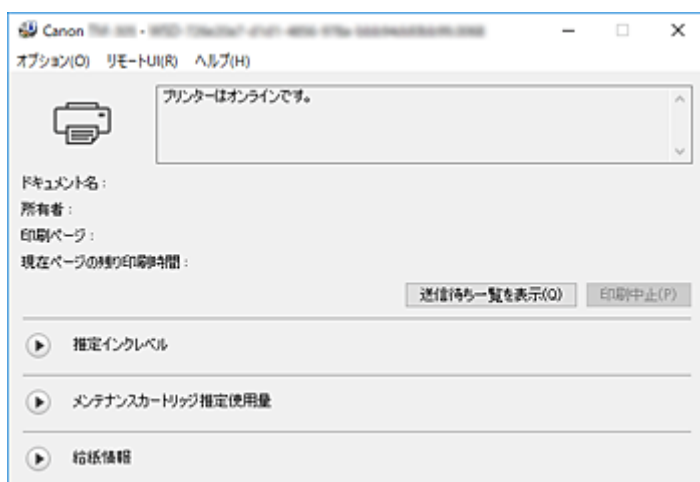 Canon
オプション(O) リモートUI(R) ヘルプ(H)
プリンターはオンラインです。
ドキュメント名 :
所有者 :
印刷ページ :
現在ページの残り印刷時間 :
送信待ち一覧を表示(Q) 印刷中止(P)
推定インクレベル
メンテナンスカートリッジ推定使用量
給紙情報